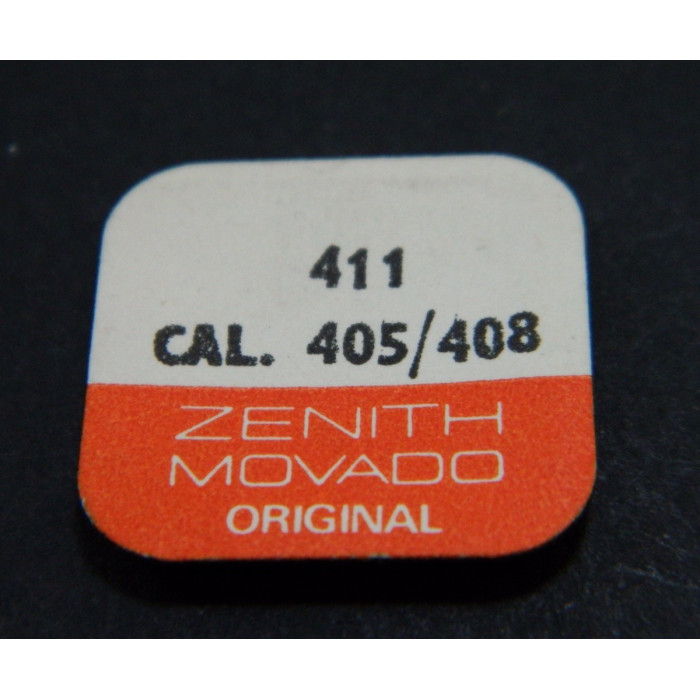 411
CAL. 405/408
ZENITH
MOVADO
ORIGINAL